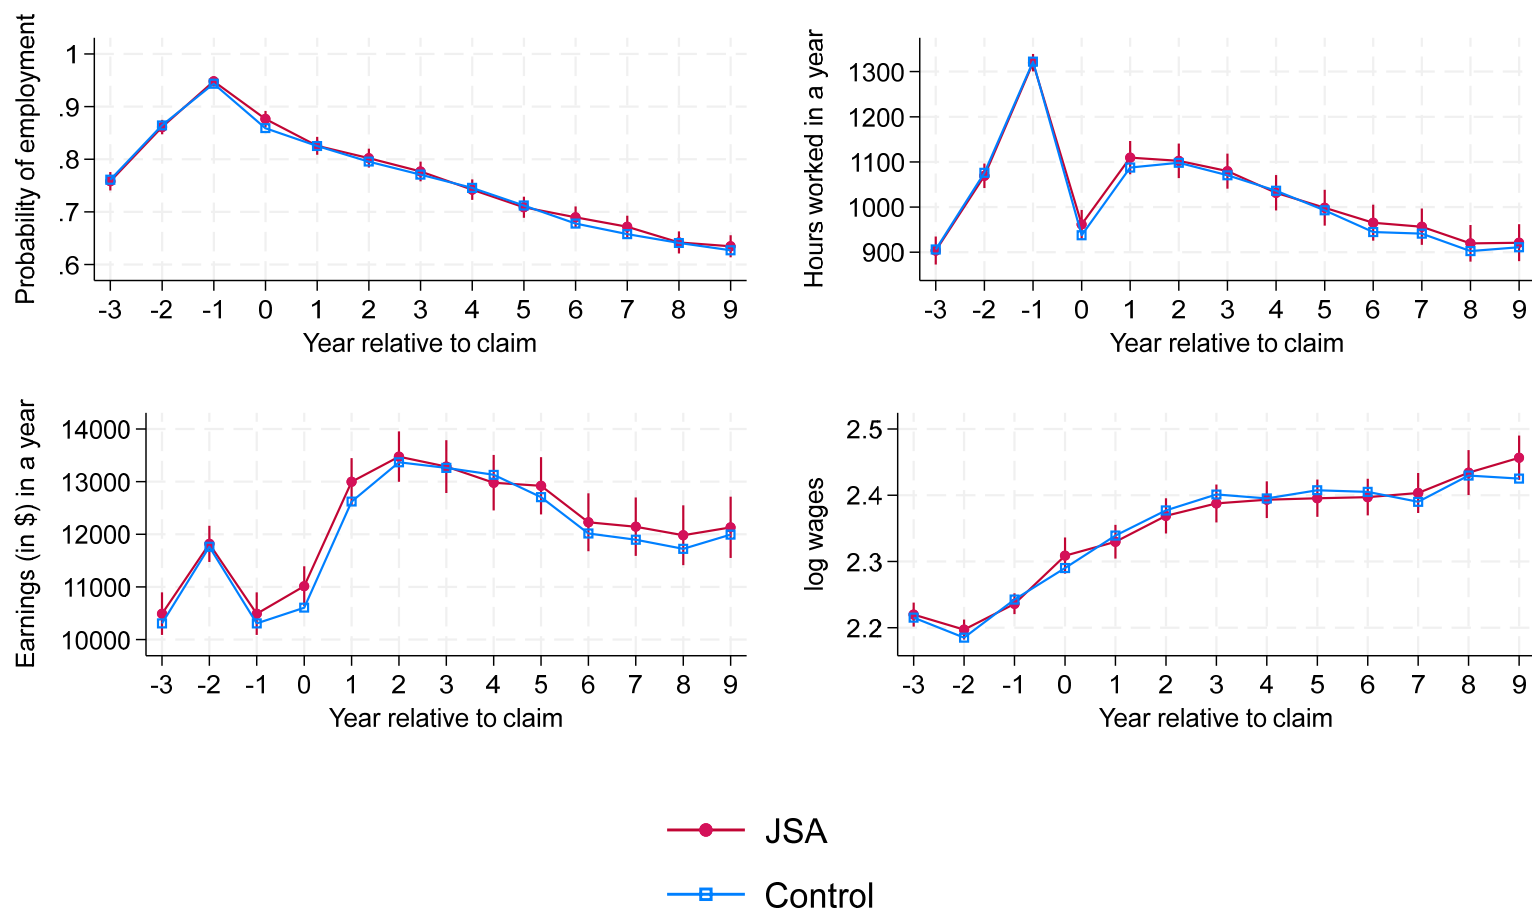 Probability of employment
1
.9
.8
.7
.6
-3 -2 -1 0 1 2 3 4 5 6 7 8 9
Year relative to claim
Hours worked in a year
1300
1200
1100
1000
900
-3 -2 -1 0 1 2 3 4 5 6 7 8 9
Year relative to claim
Earnings (in $) in a year
14000
13000
12000
11000
10000
-3 -2 -1 0 1 2 3 4 5 6 7 8 9
Year relative to claim
log wages
2.5
2.4
2.3
2.2
-3 -2 -1 0 1 2 3 4 5 6 7 8 9
Year relative to claim
JSA
Control